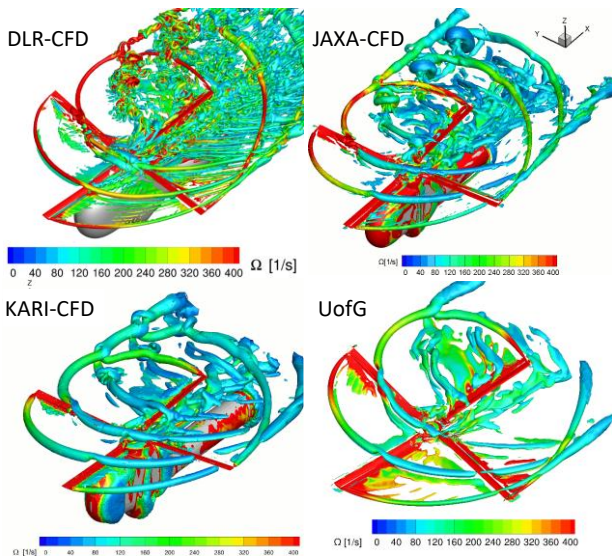 DLR-CFD
JAXA-CFD
Z
Y
X
0 40 80 120 160 200 240 280 320 360 400 Ω [1/s]
Z
Ω[1/s]
0 40 80 120 160 200 240 280 320 360 400
KARI-CFD
UofG
Ω [1/s] 0 40 80 120 160 200 240 280 320 360 400
Ω [1/s]
0 40 80 120 160 200 240 280 320 360 400